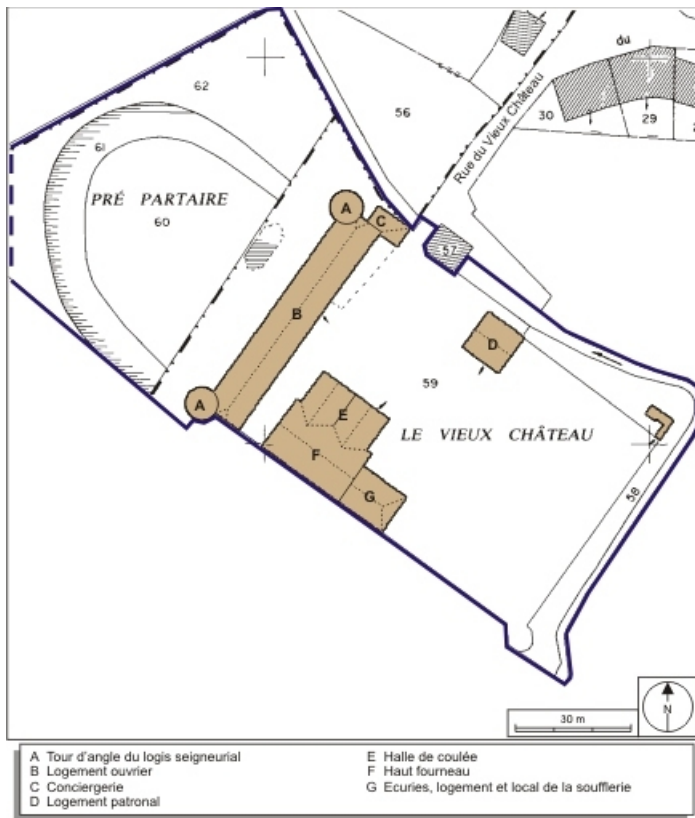 62
du
56
Rue du Vieux Château
30
29
61
PRÉ PARTAIRE
60
A
C
57
B
D
59
A
E
LE VIEUX CHÂTEAU
F
G
58
N
30 m
A Tour d'angle du logis seigneurial
B Logement ouvrier
C Conciergerie
D Logement patronal
E Halle de coulée
F Haut fourneau
G Ecuries, logement et local de la soufflerie